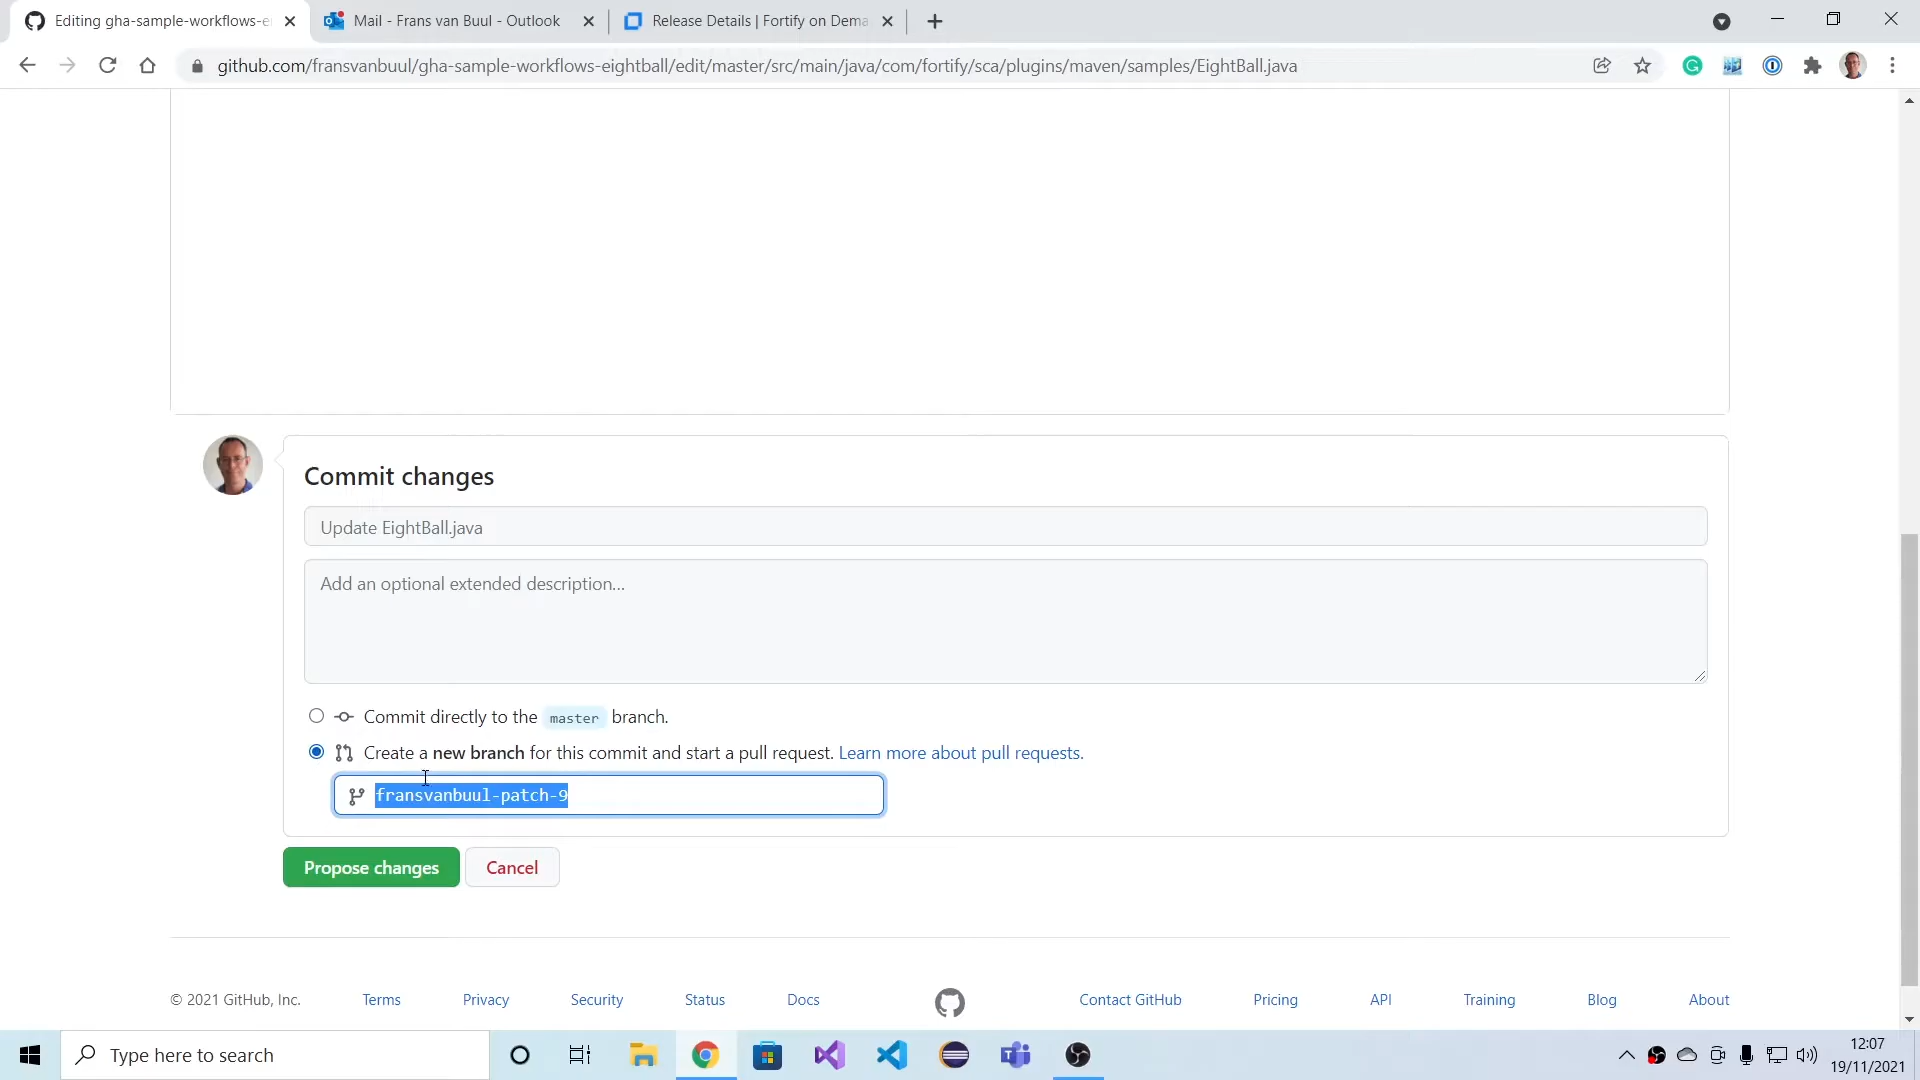 Editing gha-sample-workflows-ei
Mail - Frans van Buul - Outlook
Release Details | Fortify on Dema
github.com/fransvanbuul/gha-sample-workflows-eightball/edit/master/src/main/java/com/fortify/sca/plugins/maven/samples/EightBall.java
Commit changes
Update EightBall.java
Add an optional extended description...
Commit directly to the master branch.
Create a new branch for this commit and start a pull request. Learn more about pull requests.
fransvanbuul-patch-9
Propose changes
Cancel
© 2021 GitHub, Inc.
Terms
Privacy
Security
Status
Docs
Contact GitHub
Pricing
API
Training
Blog
About
Type here to search
12:07
19/11/2021